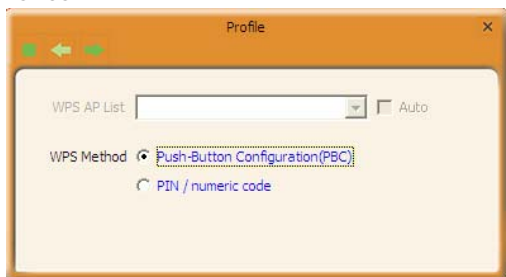 Profile
WPS AP List Auto
WPS Method Push-Button Configuration(PBC)
PIN / numeric code